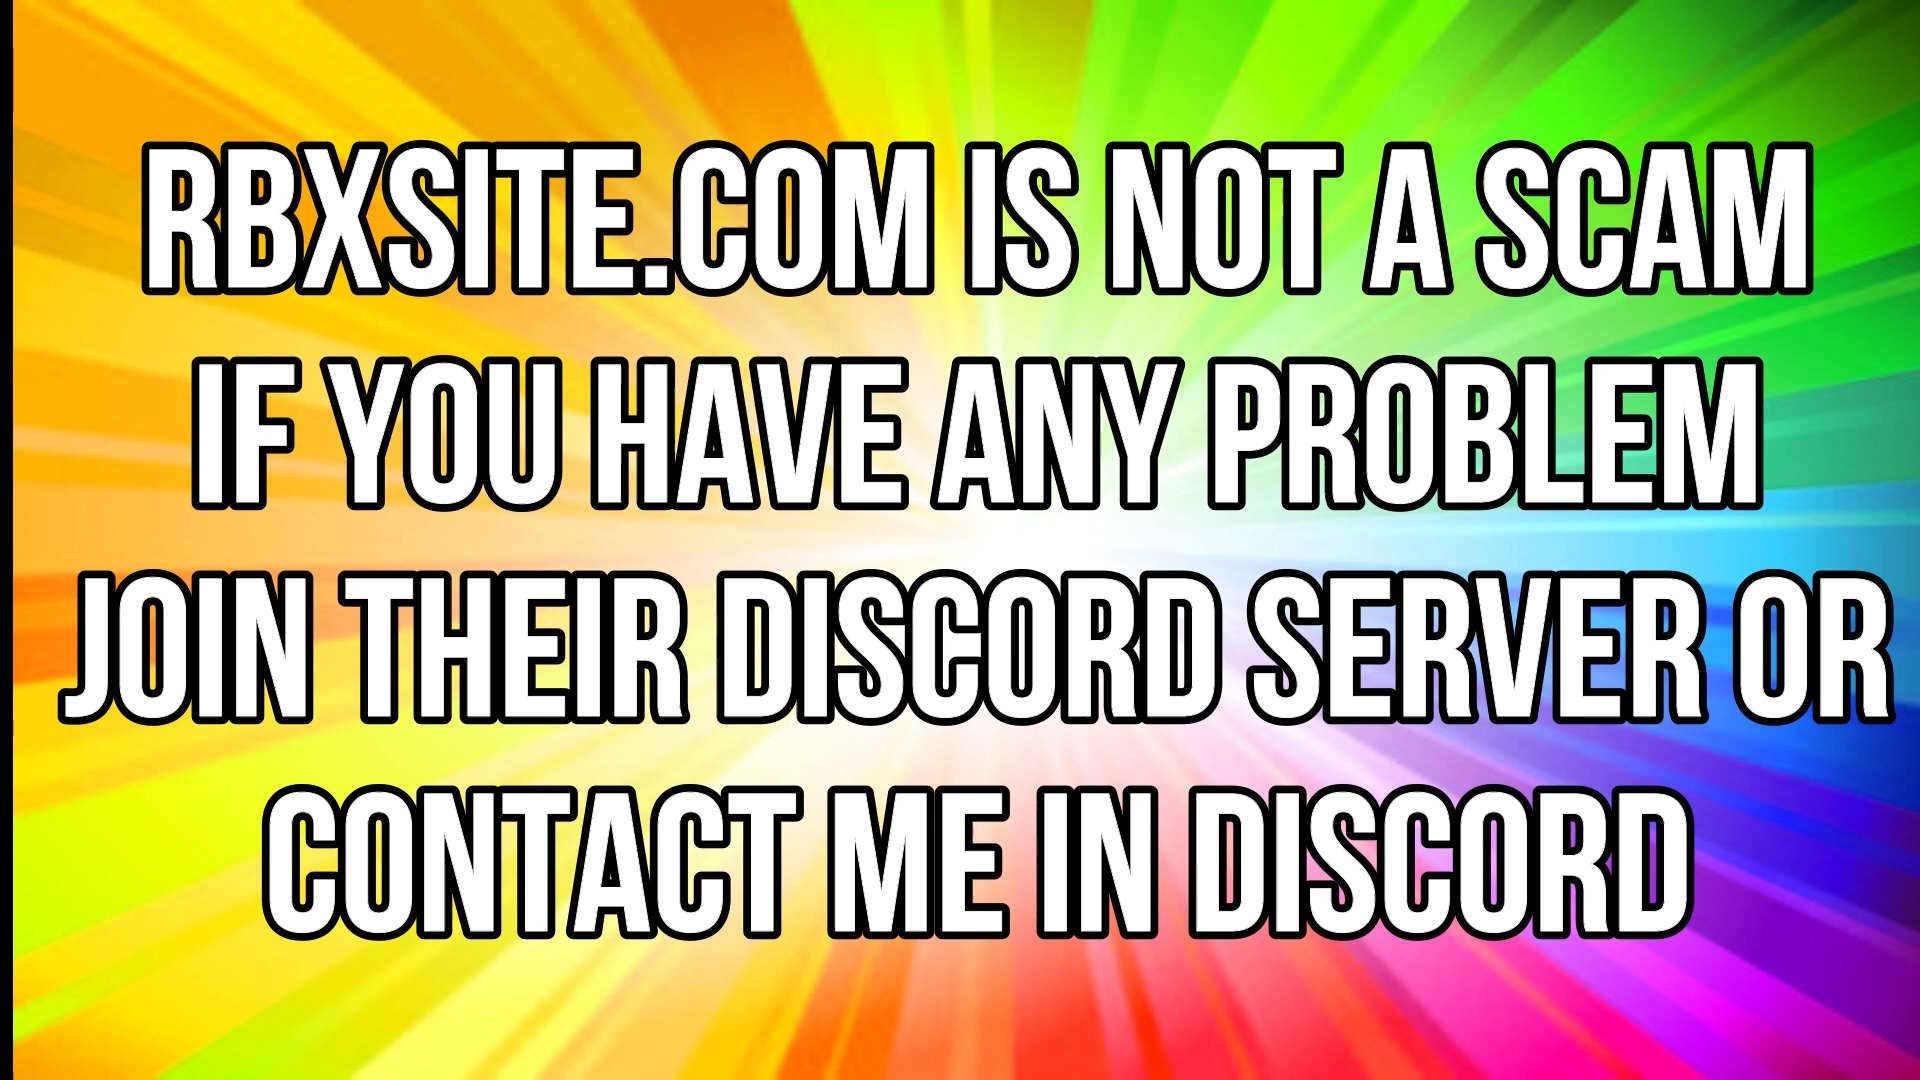 RBXSITE.COM IS NOT A SCAM
IF YOU HAVE ANY PROBLEM
JOIN THEIR DISCORD SERVER OR
CONTACT ME IN DISCORD